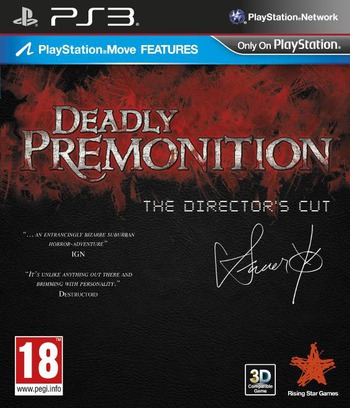 PS3
PlayStation®Network
PlayStation®Move FEATURES
Only On PlayStation®
DEADLY
PREMONITION
THE DIRECTOR'S CUT
"...AN ENTRANCINGLY BIZARRE SUBURBAN
HORROR-ADVENTURE"
IGN
"IT'S UNLIKE ANYTHING OUT THERE AND
BRIMMING WITH PERSONALITY."
DESTRUCTOID
18
www.pegi.info
3D
Compatible
Game
Rising Star Games